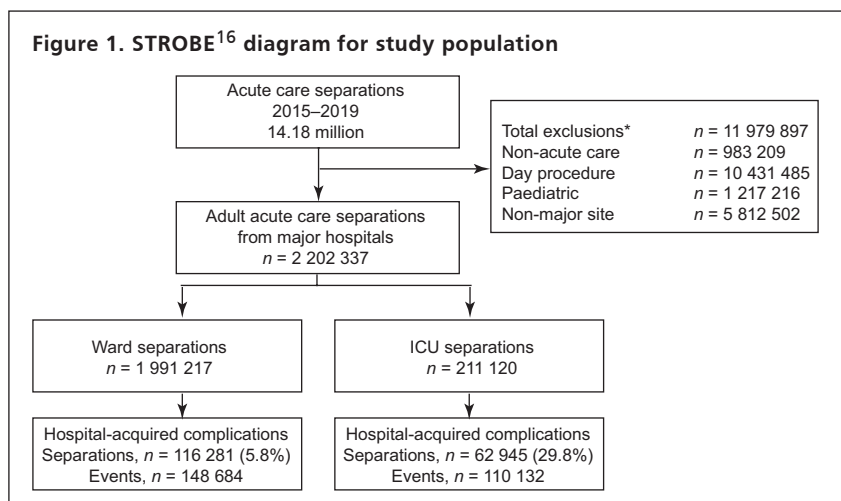 Figure 1. STROBE16 diagram for study population
Acute care separations
2015–2019
14.18 million
Total exclusions* n = 11 979 897
Non-acute care n = 983 209
Day procedure n = 10 431 485
Paediatric n = 1 217 216
Non-major site n = 5 812 502
Adult acute care separations
from major hospitals
n = 2 202 337
Ward separations
n = 1 991 217
ICU separations
n = 211 120
Hospital-acquired complications
Separations, n = 116 281 (5.8%)
Events, n = 148 684
Hospital-acquired complications
Separations, n = 62 945 (29.8%)
Events, n = 110 132